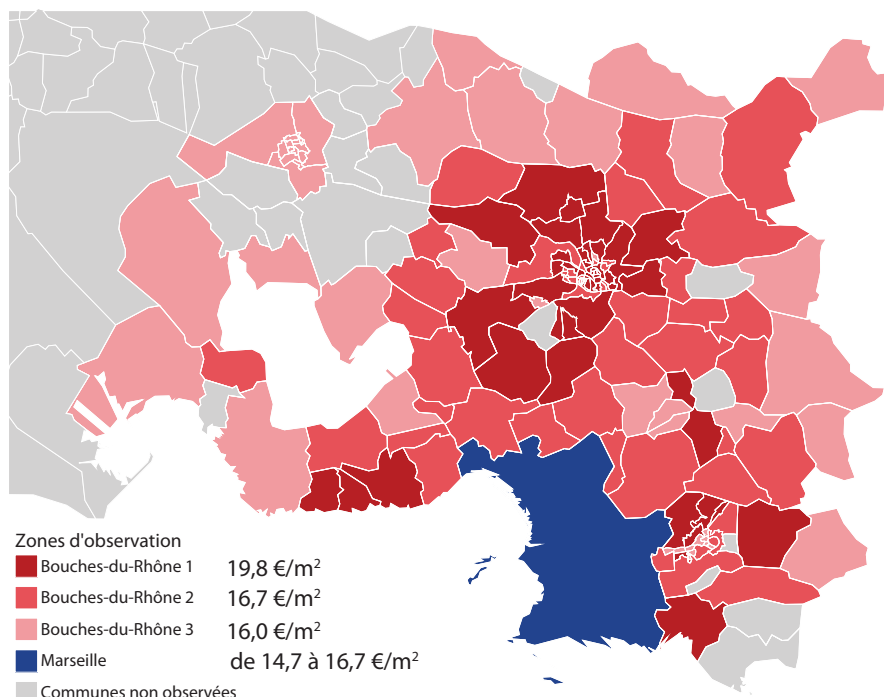 Zones d'observation
Bouches-du-Rhône 1 19,8 €/m²
Bouches-du-Rhône 2 16,7 €/m²
Bouches-du-Rhône 3 16,0 €/m²
Marseille de 14,7 à 16,7 €/m²
Communes non observées